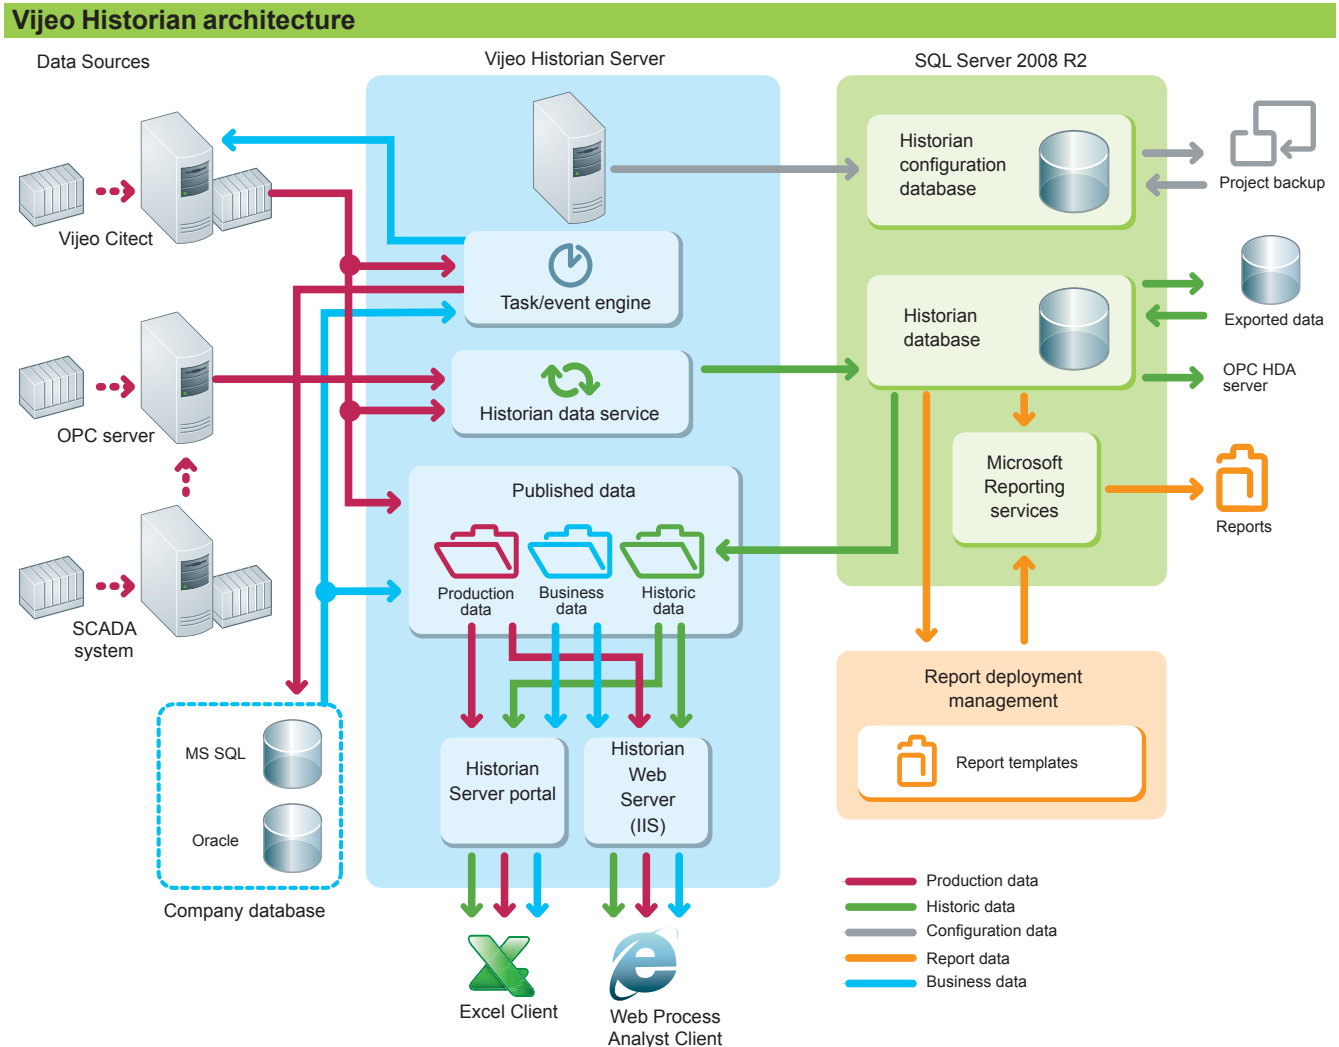 Vijeo Historian architecture
Data Sources
Vijeo Historian Server
SQL Server 2008 R2
Vijeo Citect
OPC server
SCADA
system
MS SQL
Oracle
Company database
Task/event engine
Historian data service
Published data
Production
data
Business
data
Historic
data
Historian
Server portal
Historian
Web
Server
(IIS)
Excel Client
Web Process
Analyst Client
Historian
configuration
database
Historian
database
Microsoft
Reporting
services
Project backup
Exported data
OPC HDA
server
Reports
Report deployment
management
Report templates
Production data
Historic data
Configuration data
Report data
Business data